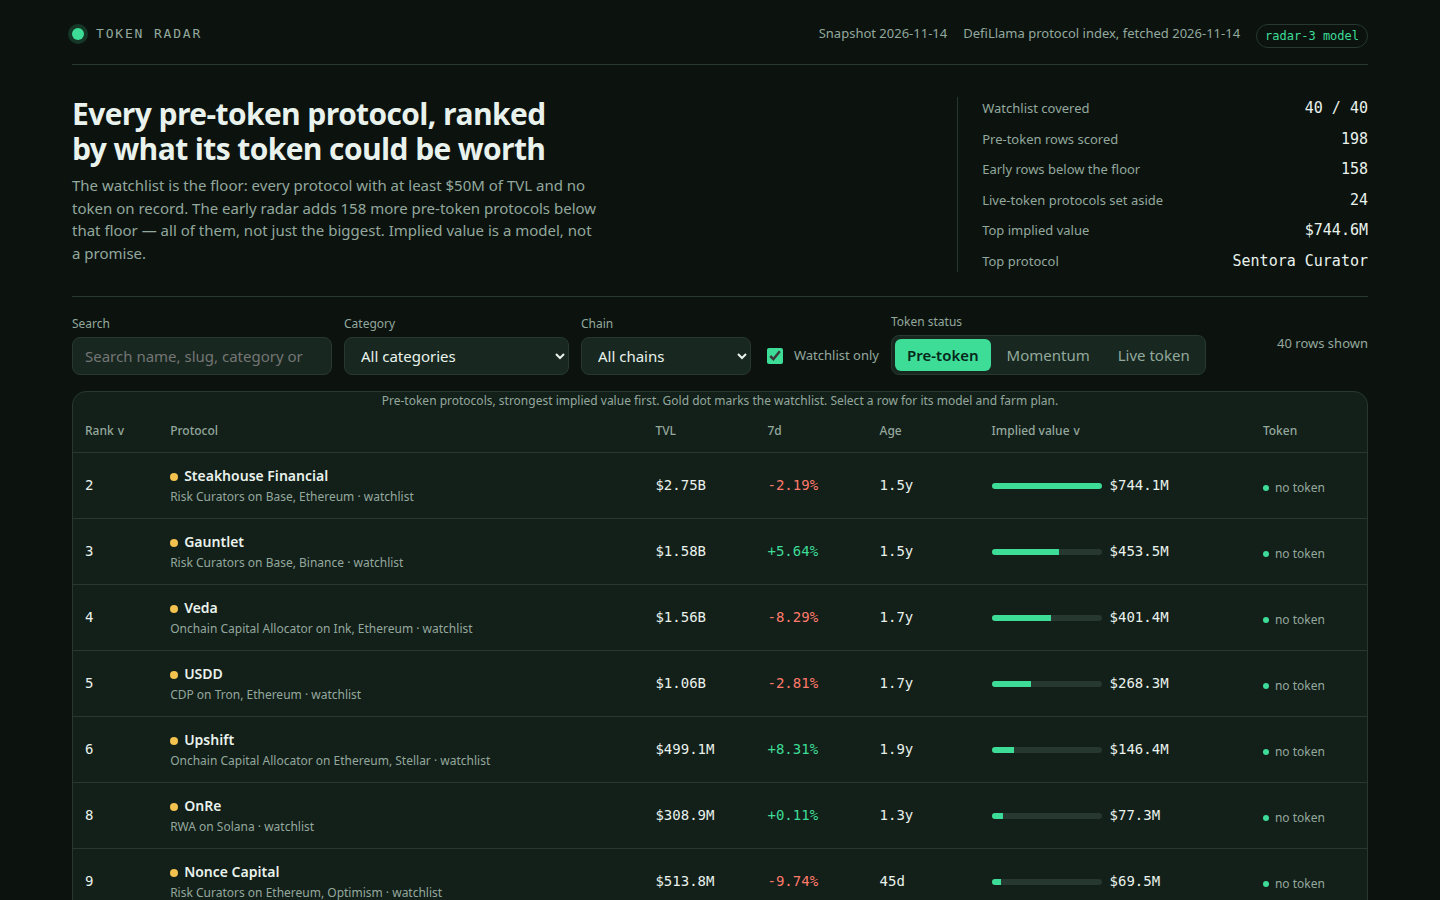 TOKEN RADAR
Snapshot 2026-11-14 DefiLlama protocol index, fetched 2026-11-14 radar-3 model
Every pre-token protocol, ranked
by what its token could be worth
The watchlist is the floor: every protocol with at least $50M of TVL and no
token on record. The early radar adds 158 more pre-token protocols below
that floor — all of them, not just the biggest. Implied value is a model, not
a promise.
Watchlist covered 40 / 40
Pre-token rows scored 198
Early rows below the floor 158
Live-token protocols set aside 24
Top implied value $744.6M
Top protocol Sentora Curator
Search Category Chain Token status
Search name, slug, category or All categories All chains Watchlist only Pre-token Momentum Live token 40 rows shown
Pre-token protocols, strongest implied value first. Gold dot marks the watchlist. Select a row for its model and farm plan.
Rank v Protocol TVL 7d Age Implied value v Token
2 Steakhouse Financial $2.75B -2.19% 1.5y $744.1M no token
Risk Curators on Base, Ethereum · watchlist
3 Gauntlet $1.58B +5.64% 1.5y $453.5M no token
Risk Curators on Base, Binance · watchlist
4 Veda $1.56B -8.29% 1.7y $401.4M no token
Onchain Capital Allocator on Ink, Ethereum · watchlist
5 USDD $1.06B -2.81% 1.7y $268.3M no token
CDP on Tron, Ethereum · watchlist
6 Upshift $499.1M +8.31% 1.9y $146.4M no token
Onchain Capital Allocator on Ethereum, Stellar · watchlist
8 OnRe $308.9M +0.11% 1.3y $77.3M no token
RWA on Solana · watchlist
9 Nonce Capital $513.8M -9.74% 45d $69.5M no token
Risk Curators on Ethereum, Optimism · watchlist